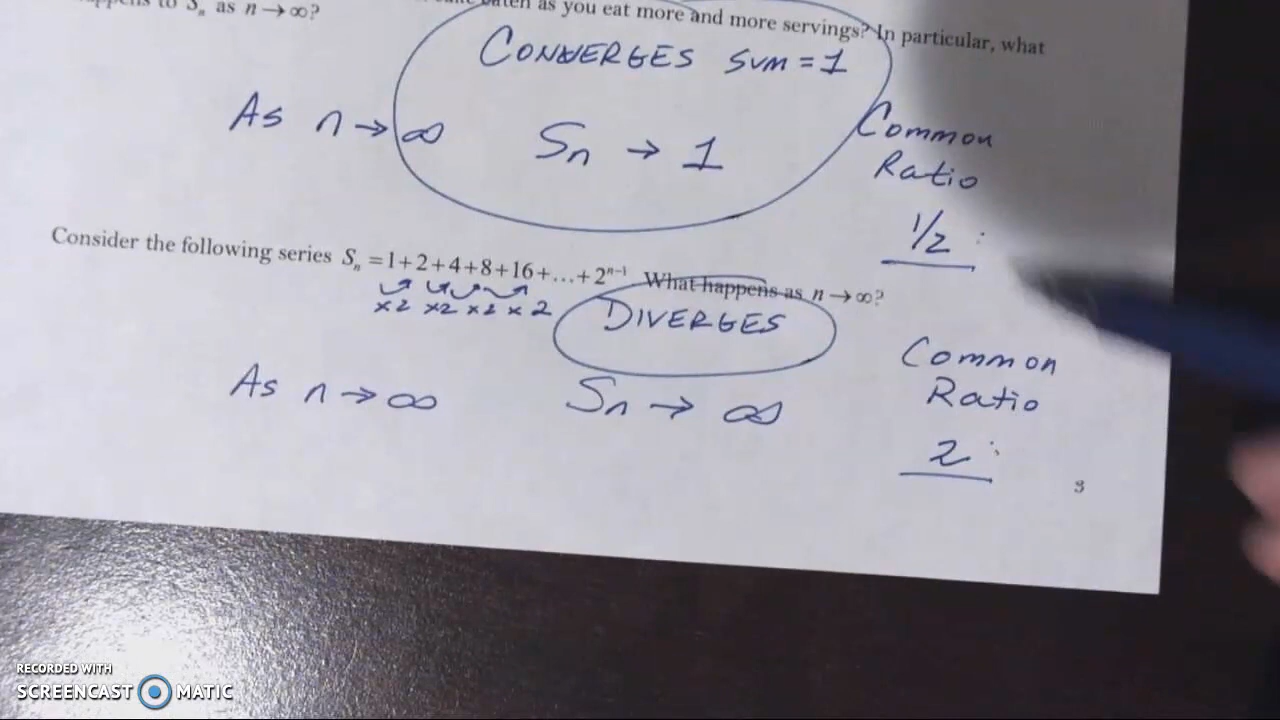 to Sₙ as n→∞?
as you eat more and more servings? In particular, what
CONVERGES SUM = 1
As n → ∞ Sₙ → 1
Common
Ratio
1/2
Consider the following series Sₙ = 1+2+4+8+16+…+2ⁿ⁻¹ What happens as n→∞?
×2 ×2 ×2 ×2
DIVERGES
As n → ∞ Sₙ → ∞
Common
Ratio
2
3
RECORDED WITH
SCREENCAST MATIC